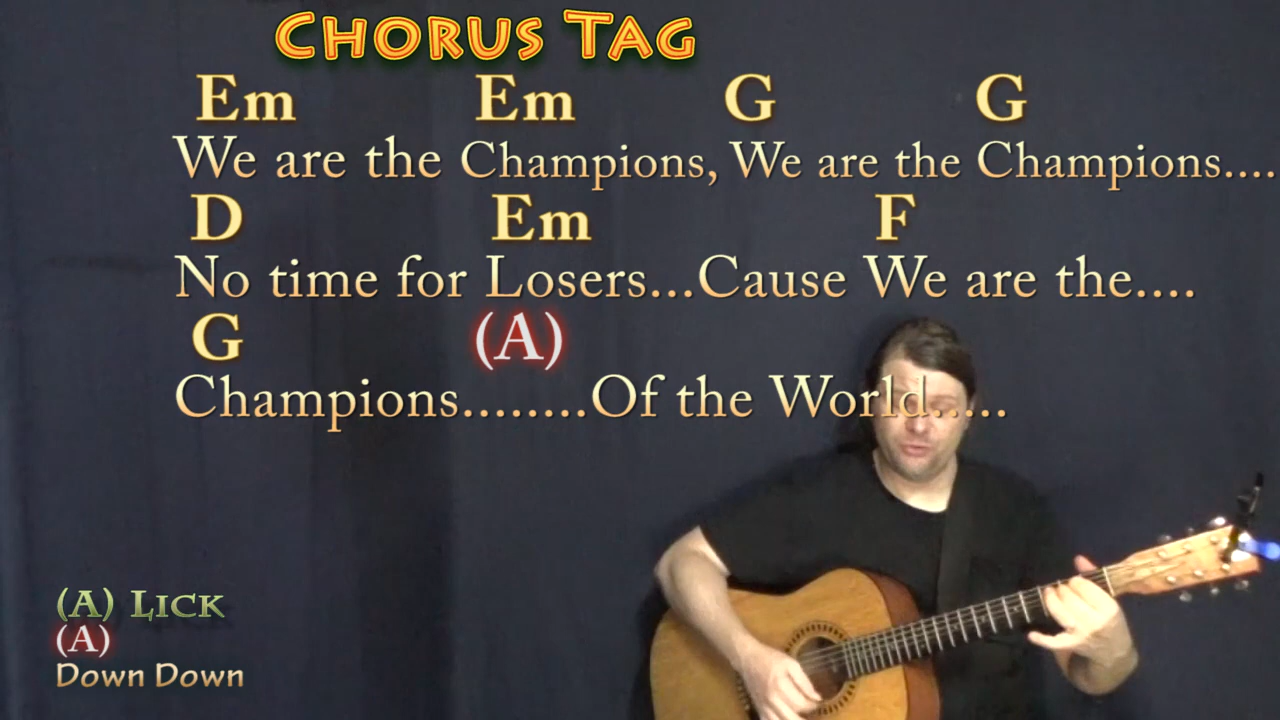 CHORUS TAG
Em Em G G
We are the Champions, We are the Champions....
D Em F
No time for Losers...Cause We are the....
G (A)
Champions........Of the World.....
(A) LICK
(A)
Down Down